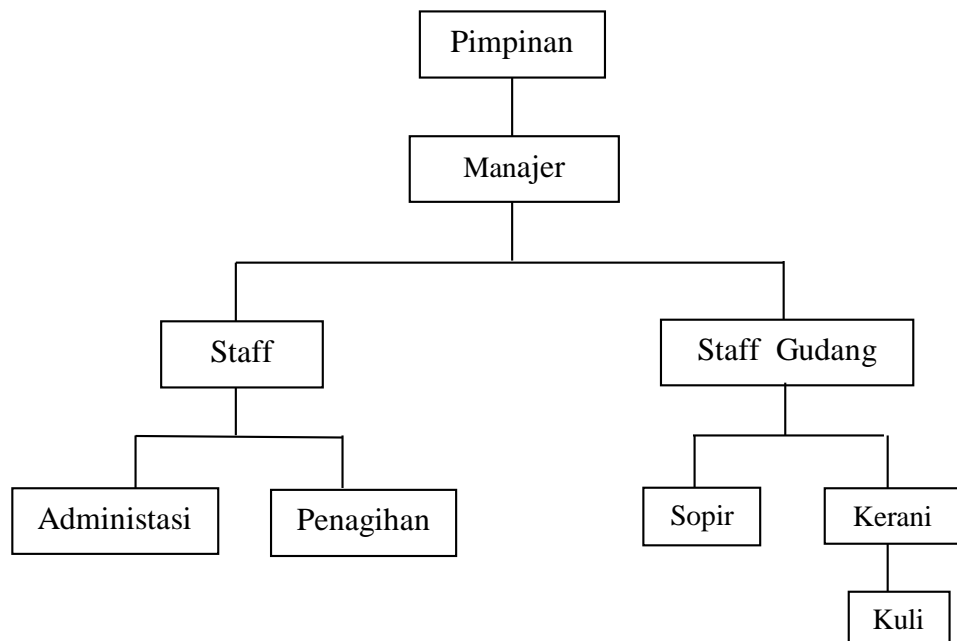 Pimpinan
Manajer
Staff
Staff Gudang
Administasi
Penagihan
Sopir
Kerani
Kuli